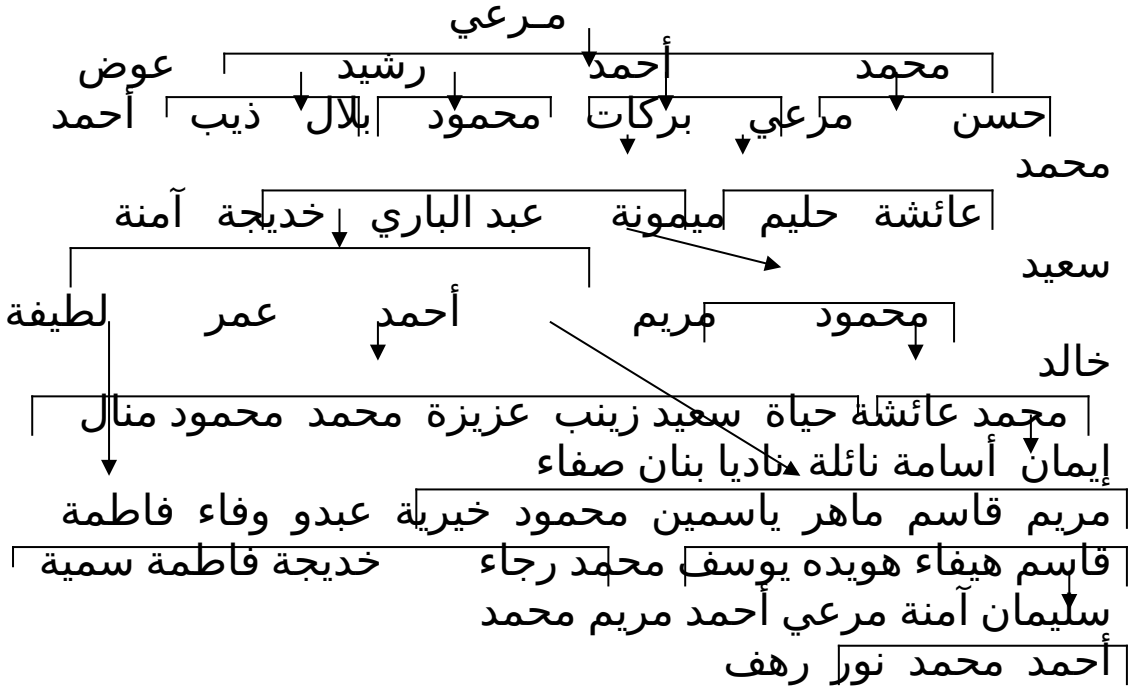 مـرعي
محمد أحمد رشيد عوض
حسن مرعي بركات محمود بلال ذيب أحمد
محمد
عائشة حليم ميمونة عبد الباري خديجة آمنة
سعيد
محمود مريم أحمد عمر لطيفة
خالد
محمد عائشة حياة سعيد زينب عزيزة محمد محمود منال
إيمان أسامة نائلة ناديا بنان صفاء
مريم قاسم ماهر ياسمين محمود خيرية عبدو وفاء فاطمة
قاسم هيفاء هويده يوسف محمد رجاء خديجة فاطمة سمية
سليمان آمنة مرعي أحمد مريم محمد
أحمد محمد نور رهف